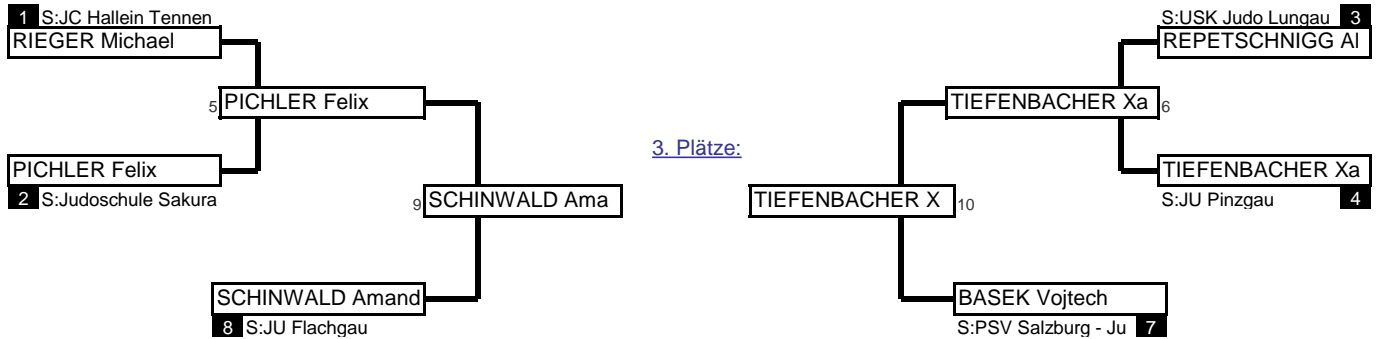 1 S:JC Hallein Tennen
RIEGER Michael
5 PICHLER Felix
PICHLER Felix
2 S:Judoschule Sakura
9 SCHINWALD Ama
SCHINWALD Amand
8 S:JU Flachgau
3. Plätze:
S:USK Judo Lungau 3
REPETSCHNIGG Al
TIEFENBACHER Xa 6
TIEFENBACHER Xa
S:JU Pinzgau 4
TIEFENBACHER X 10
BASEK Vojtech
S:PSV Salzburg - Ju 7